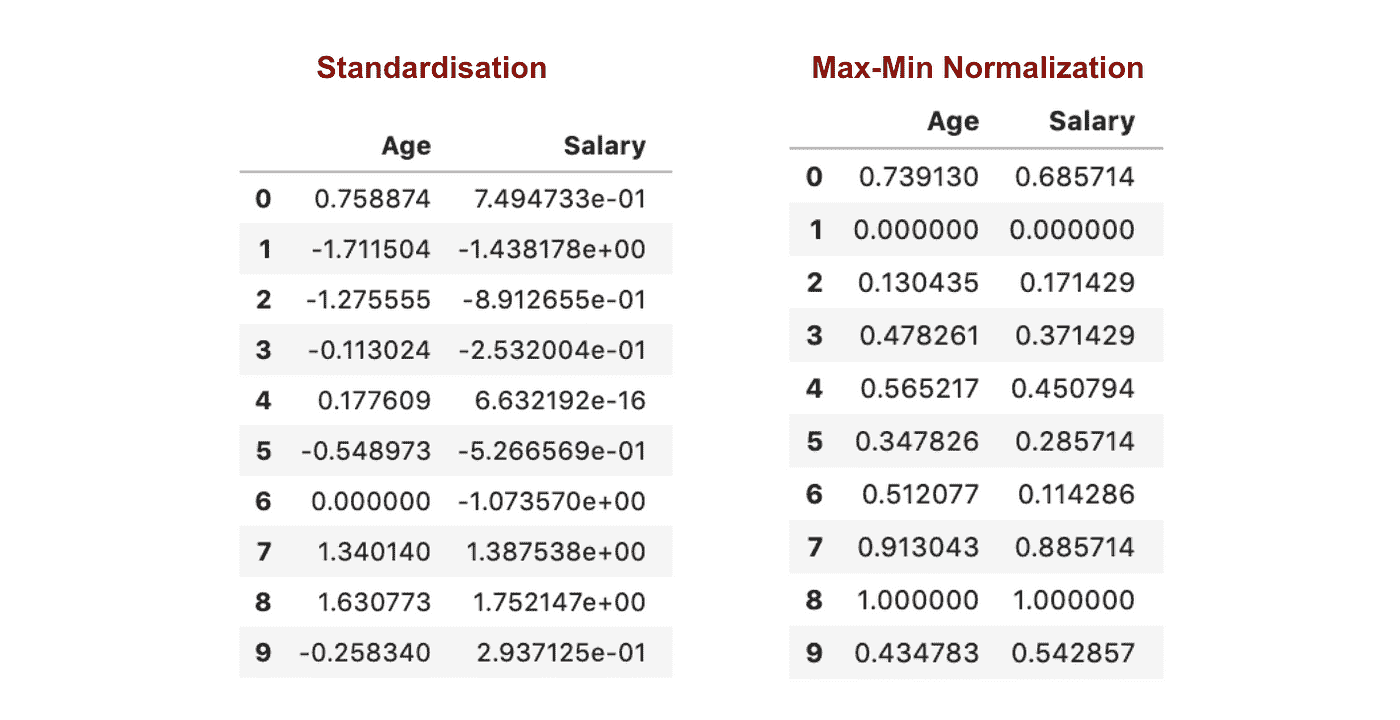 Standardisation
Age Salary
0 0.758874 7.494733e-01
1 -1.711504 -1.438178e+00
2 -1.275555 -8.912655e-01
3 -0.113024 -2.532004e-01
4 0.177609 6.632192e-16
5 -0.548973 -5.266569e-01
6 0.000000 -1.073570e+00
7 1.340140 1.387538e+00
8 1.630773 1.752147e+00
9 -0.258340 2.937125e-01
Max-Min Normalization
Age Salary
0 0.739130 0.685714
1 0.000000 0.000000
2 0.130435 0.171429
3 0.478261 0.371429
4 0.565217 0.450794
5 0.347826 0.285714
6 0.512077 0.114286
7 0.913043 0.885714
8 1.000000 1.000000
9 0.434783 0.542857